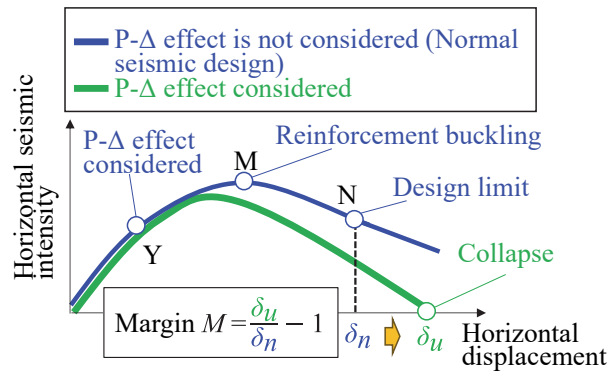 P-Δ effect is not considered (Normal
seismic design)
P-Δ effect considered
Horizontal seismic
intensity
P-Δ effect
considered
M
Reinforcement buckling
N
Design limit
Y
Collapse
Margin M = δu/δn − 1
δn
δu
Horizontal
displacement